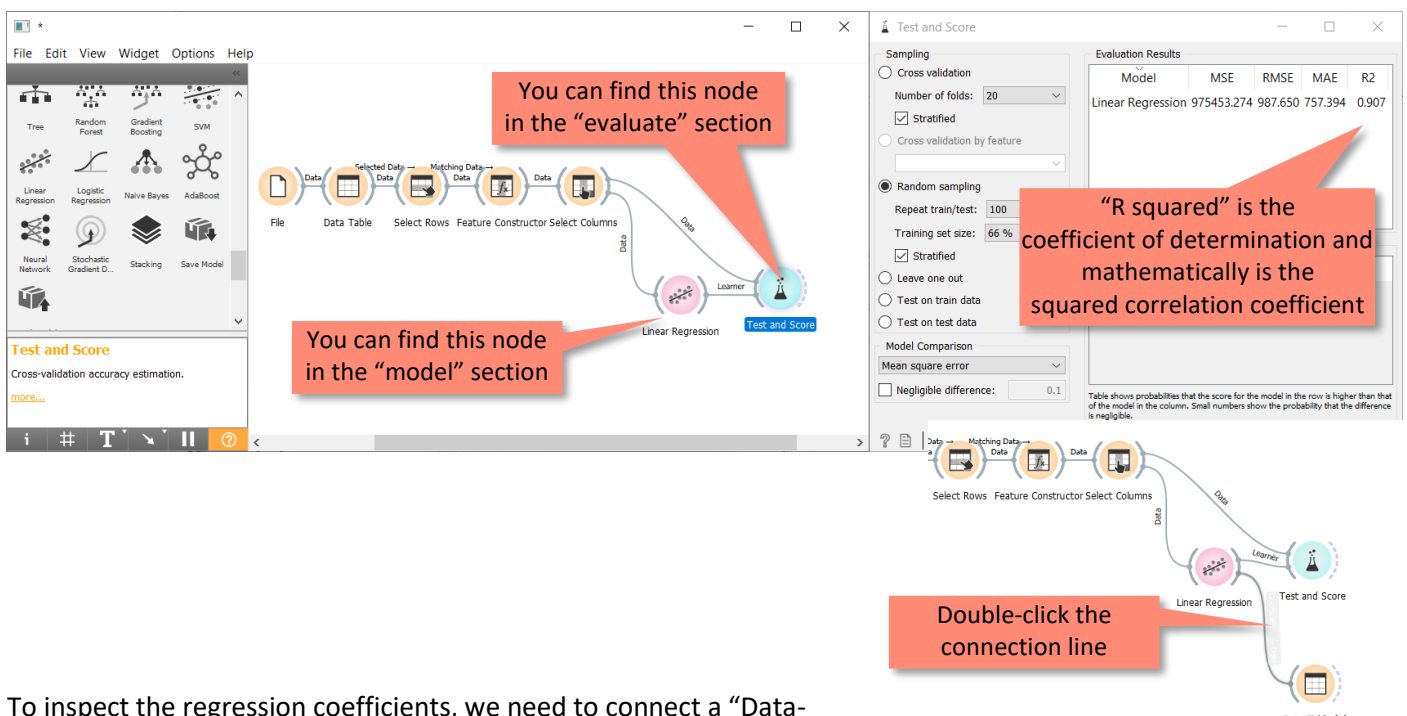 *
File Edit View Widget Options Help
Tree
Random
Forest
Gradient
Boosting
SVM
Linear
Regression
Logistic
Regression
Naive Bayes
AdaBoost
Neural
Network
Stochastic
Gradient D...
Stacking
Save Model
Test and Score
Cross-validation accuracy estimation.
more...
You can find this node
in the “evaluate” section
Selected Data → Matching Data →
Data Data Data Data
File Data Table Select Rows Feature Constructor Select Columns
Data
Data
Learner
Linear Regression
Test and Score
You can find this node
in the “model” section
Test and Score
Sampling
Cross validation
Number of folds: 20
Stratified
Cross validation by feature
Random sampling
Repeat train/test: 100
Training set size: 66 %
Stratified
Leave one out
Test on train data
Test on test data
Model Comparison
Mean square error
Negligible difference: 0.1
Evaluation Results
Model MSE RMSE MAE R2
Linear Regression 975453.274 987.650 757.394 0.907
“R squared” is the
coefficient of determination and
mathematically is the
squared correlation coefficient
Table shows probabilities that the score for the model in the row is higher than that
of the model in the column. Small numbers show the probability that the difference
is negligible.
Data → Matching Data →
Data Data
Select Rows Feature Constructor Select Columns
Data
Data
Learner
Linear Regression
Test and Score
Double-click the
connection line
To inspect the regression coefficients, we need to connect a “Data-